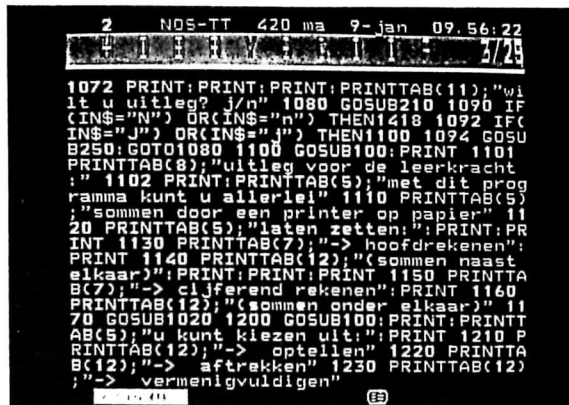 2 NOS-TT 420 ma 9-jan 09.56:22
3/25
1072 PRINT:PRINT:PRINT:PRINTTAB(11);"wi
lt u uitleg? j/n" 1080 GOSUB210 1090 IF
(IN$="N") OR(IN$="n") THEN1418 1092 IF(
IN$="J") OR(IN$="j") THEN1100 1094 GOSU
B250:GOTO1080 1100 GOSUB100:PRINT 1101
PRINTTAB(8);"uitleg voor de leerkracht
:" 1102 PRINT:PRINTTAB(5);"met dit prog
ramma kunt u allerlei" 1110 PRINTTAB(5)
;"sommen door een printer op papier" 11
20 PRINTTAB(5);"laten zetten:":PRINT:PR
INT 1130 PRINTTAB(7);"-> hoofdrekenen":
PRINT 1140 PRINTTAB(12);"(sommen naast
elkaar)":PRINT:PRINT:PRINT 1150 PRINTTA
B(7);"-> cijferend rekenen":PRINT 1160
PRINTTAB(12);"(sommen onder elkaar)" 11
70 GOSUB1020 1200 GOSUB100:PRINT:PRINTT
AB(5);"u kunt kiezen uit:":PRINT 1210 P
RINTTAB(12);"-> optellen" 1220 PRINTTA
B(12);"-> aftrekken" 1230 PRINTTAB(12)
;"-> vermenigvuldigen"